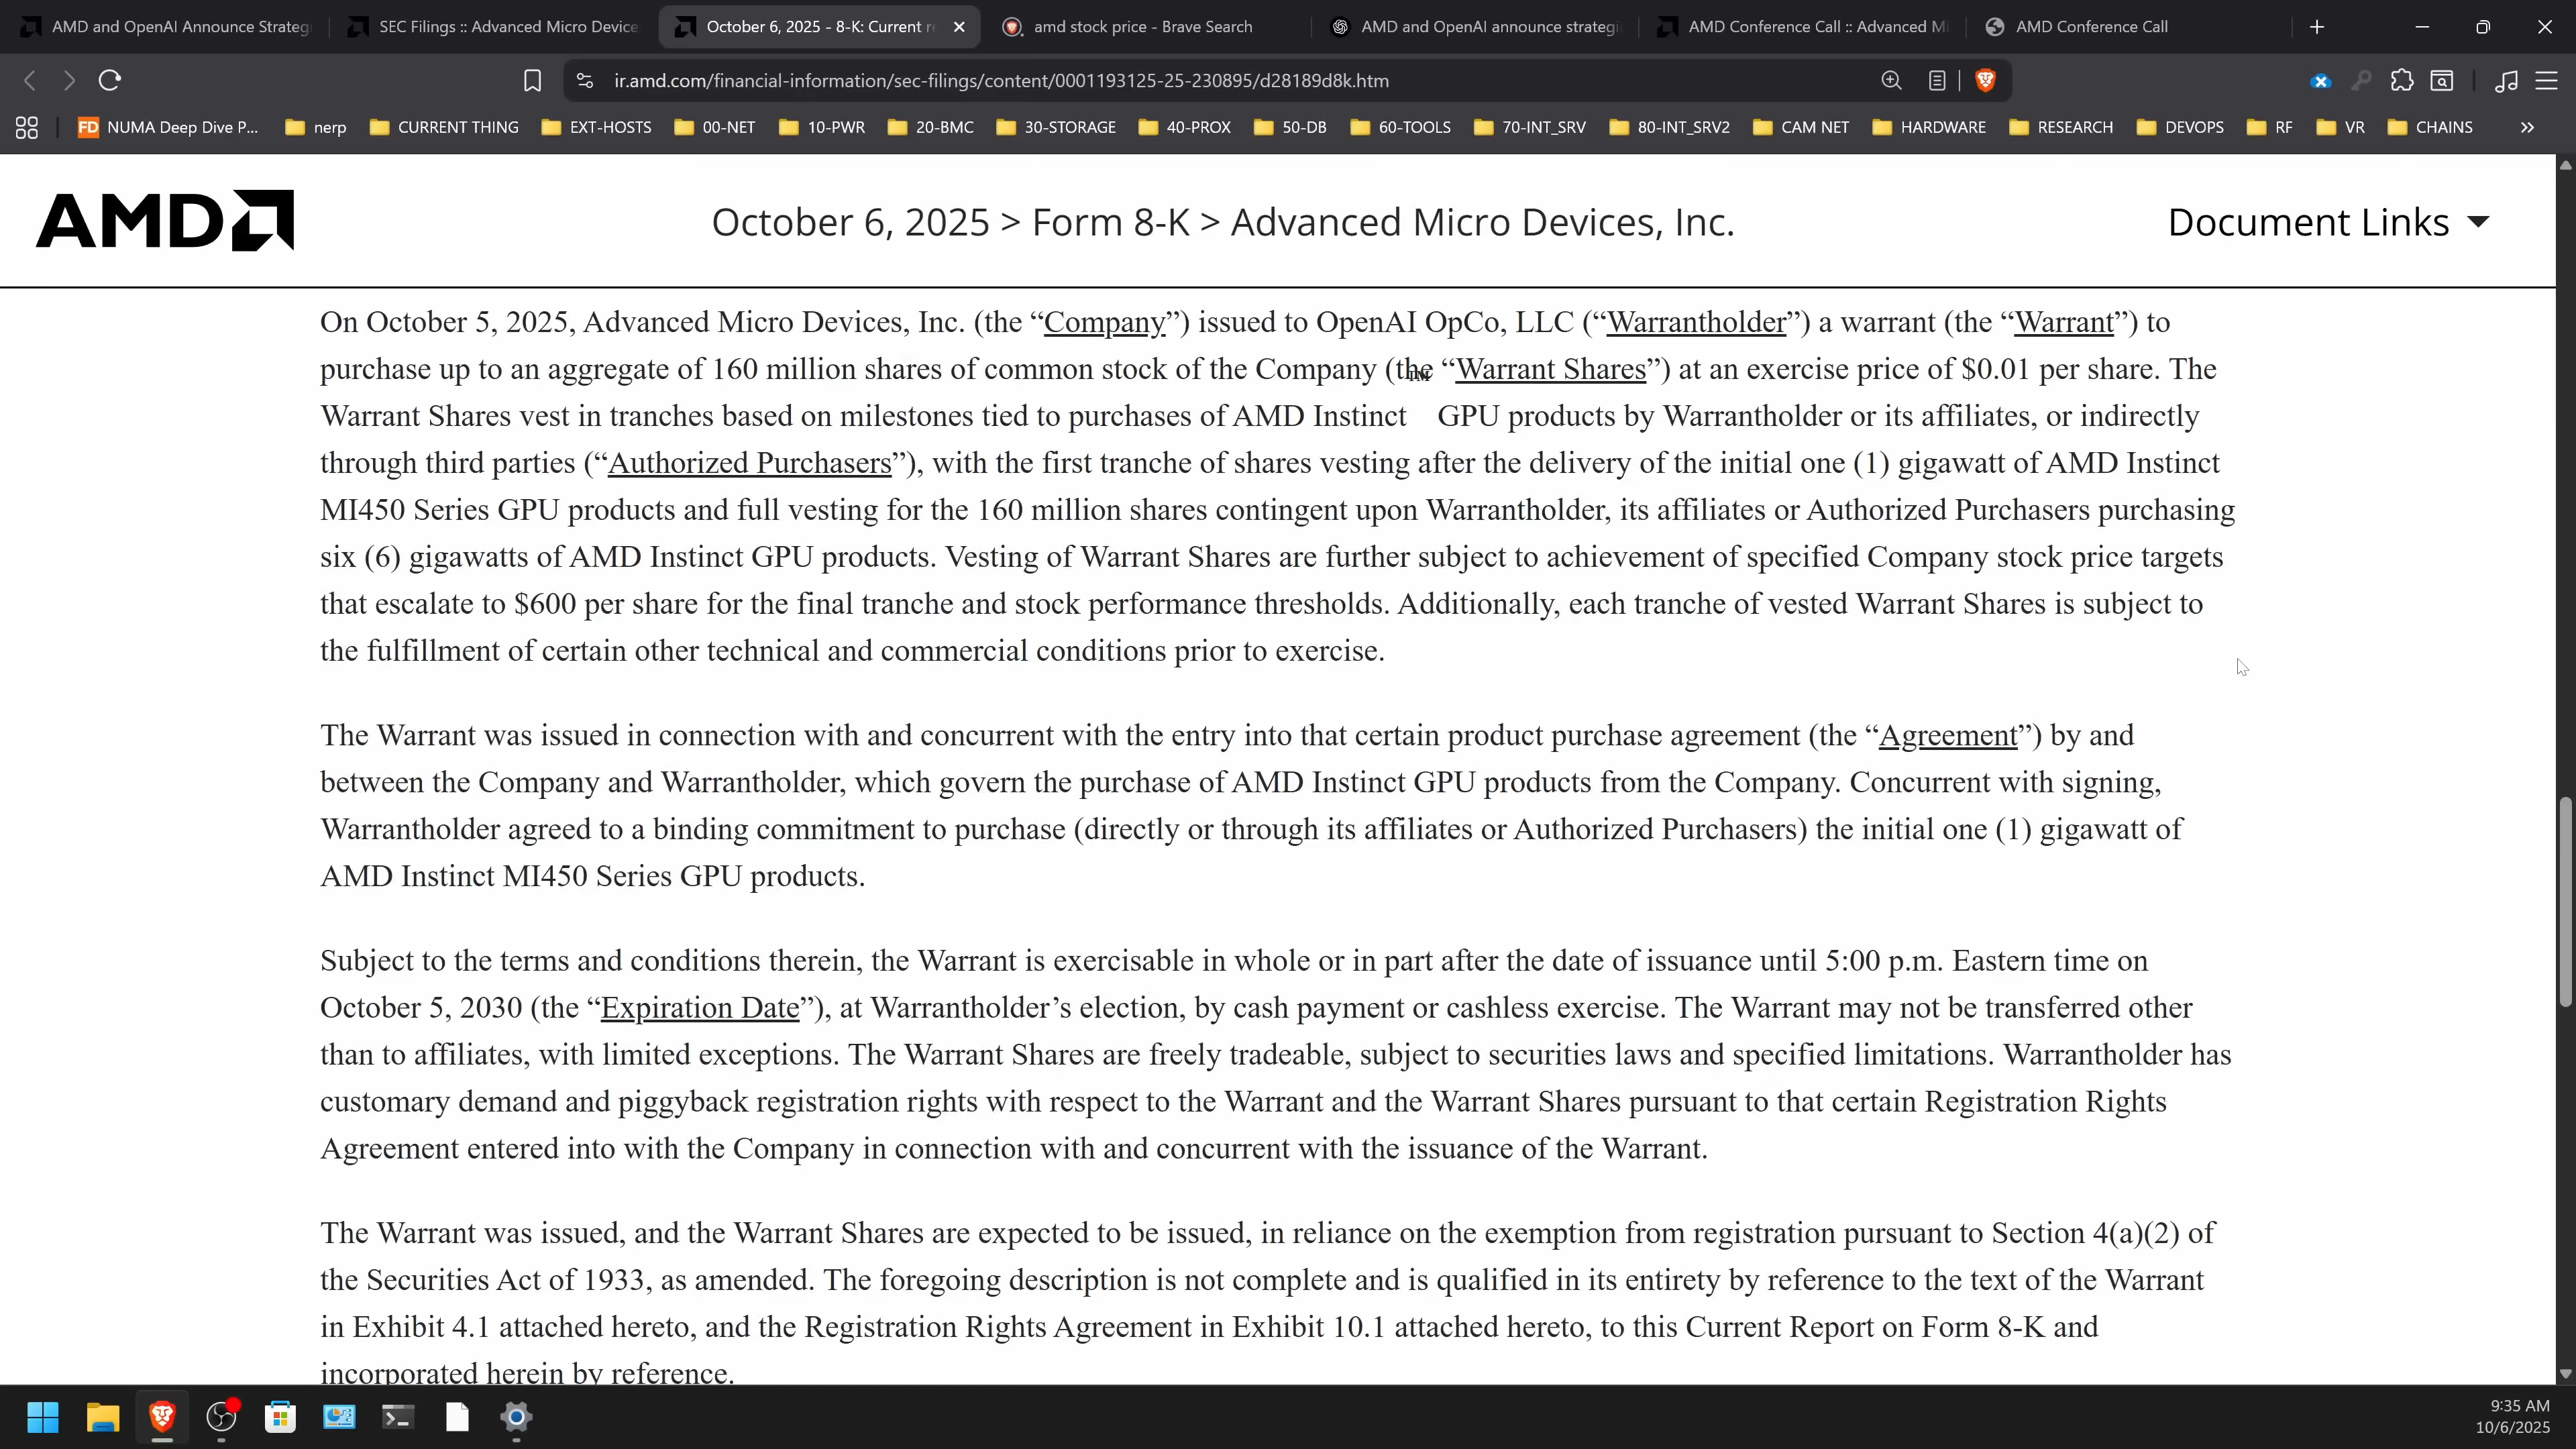 AMD and OpenAI Announce Strateg
SEC Filings :: Advanced Micro Device
October 6, 2025 - 8-K: Current r
amd stock price - Brave Search
AMD and OpenAI announce strategi
AMD Conference Call :: Advanced Mi
AMD Conference Call
ir.amd.com/financial-information/sec-filings/content/0001193125-25-230895/d28189d8k.htm
FD NUMA Deep Dive P... nerp CURRENT THING EXT-HOSTS 00-NET 10-PWR 20-BMC 30-STORAGE 40-PROX 50-DB 60-TOOLS 70-INT_SRV 80-INT_SRV2 CAM NET HARDWARE RESEARCH DEVOPS RF VR CHAINS
AMD
October 6, 2025 > Form 8-K > Advanced Micro Devices, Inc.
Document Links
On October 5, 2025, Advanced Micro Devices, Inc. (the “Company”) issued to OpenAI OpCo, LLC (“Warrantholder”) a warrant (the “Warrant”) to
purchase up to an aggregate of 160 million shares of common stock of the Company (the “Warrant Shares”) at an exercise price of $0.01 per share. The
Warrant Shares vest in tranches based on milestones tied to purchases of AMD Instinct™ GPU products by Warrantholder or its affiliates, or indirectly
through third parties (“Authorized Purchasers”), with the first tranche of shares vesting after the delivery of the initial one (1) gigawatt of AMD Instinct
MI450 Series GPU products and full vesting for the 160 million shares contingent upon Warrantholder, its affiliates or Authorized Purchasers purchasing
six (6) gigawatts of AMD Instinct GPU products. Vesting of Warrant Shares are further subject to achievement of specified Company stock price targets
that escalate to $600 per share for the final tranche and stock performance thresholds. Additionally, each tranche of vested Warrant Shares is subject to
the fulfillment of certain other technical and commercial conditions prior to exercise.
The Warrant was issued in connection with and concurrent with the entry into that certain product purchase agreement (the “Agreement”) by and
between the Company and Warrantholder, which govern the purchase of AMD Instinct GPU products from the Company. Concurrent with signing,
Warrantholder agreed to a binding commitment to purchase (directly or through its affiliates or Authorized Purchasers) the initial one (1) gigawatt of
AMD Instinct MI450 Series GPU products.
Subject to the terms and conditions therein, the Warrant is exercisable in whole or in part after the date of issuance until 5:00 p.m. Eastern time on
October 5, 2030 (the “Expiration Date”), at Warrantholder’s election, by cash payment or cashless exercise. The Warrant may not be transferred other
than to affiliates, with limited exceptions. The Warrant Shares are freely tradeable, subject to securities laws and specified limitations. Warrantholder has
customary demand and piggyback registration rights with respect to the Warrant and the Warrant Shares pursuant to that certain Registration Rights
Agreement entered into with the Company in connection with and concurrent with the issuance of the Warrant.
The Warrant was issued, and the Warrant Shares are expected to be issued, in reliance on the exemption from registration pursuant to Section 4(a)(2) of
the Securities Act of 1933, as amended. The foregoing description is not complete and is qualified in its entirety by reference to the text of the Warrant
in Exhibit 4.1 attached hereto, and the Registration Rights Agreement in Exhibit 10.1 attached hereto, to this Current Report on Form 8-K and
incorporated herein by reference.
9:35 AM
10/6/2025